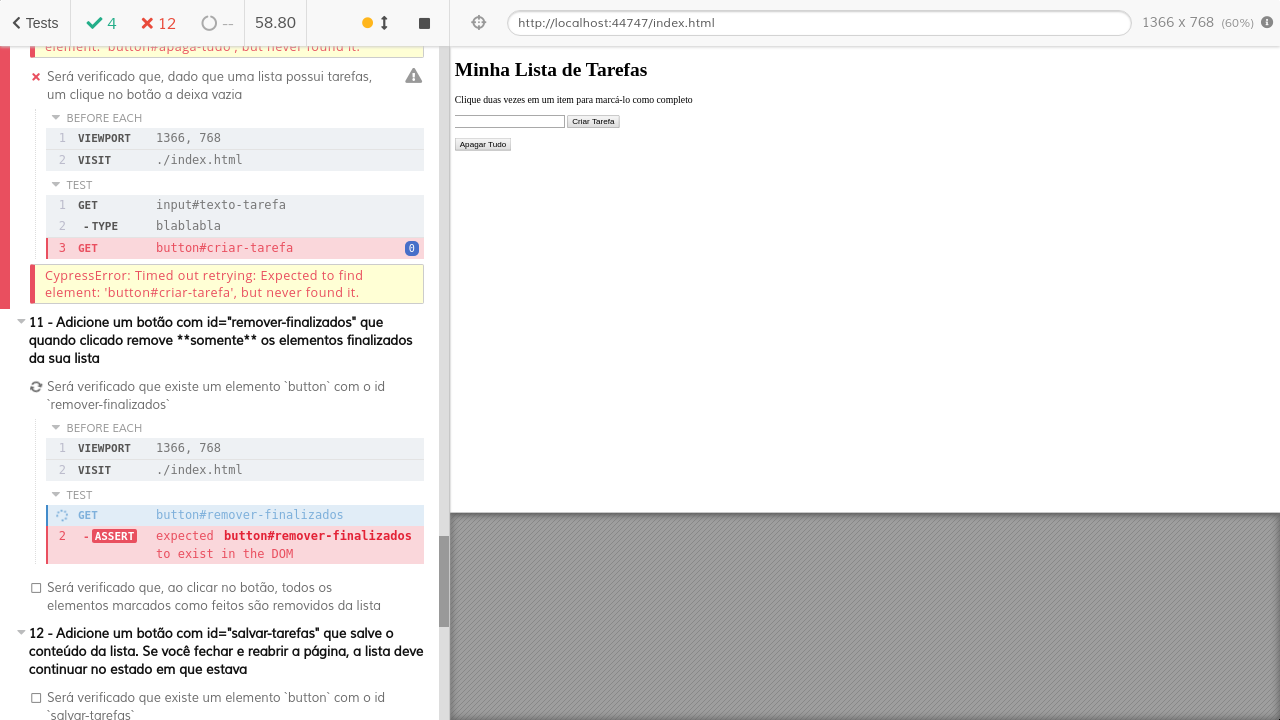 Tests 4 12 -- 58.80
http://localhost:44747/index.html 1366 x 768 (60%)
element: 'button#apaga-tudo', but never found it.
Será verificado que, dado que uma lista possui tarefas,
um clique no botão a deixa vazia
BEFORE EACH
1 VIEWPORT 1366, 768
2 VISIT ./index.html
TEST
1 GET input#texto-tarefa
2 - TYPE blablabla
3 GET button#criar-tarefa 0
CypressError: Timed out retrying: Expected to find
element: 'button#criar-tarefa', but never found it.
11 - Adicione um botão com id="remover-finalizados" que
quando clicado remove **somente** os elementos finalizados
da sua lista
Será verificado que existe um elemento `button` com o id
`remover-finalizados`
BEFORE EACH
1 VIEWPORT 1366, 768
2 VISIT ./index.html
TEST
GET button#remover-finalizados
2 - ASSERT expected button#remover-finalizados
to exist in the DOM
Será verificado que, ao clicar no botão, todos os
elementos marcados como feitos são removidos da lista
12 - Adicione um botão com id="salvar-tarefas" que salve o
conteúdo da lista. Se você fechar e reabrir a página, a lista deve
continuar no estado em que estava
Será verificado que existe um elemento `button` com o id
`salvar-tarefas`
Minha Lista de Tarefas
Clique duas vezes em um item para marcá-lo como completo
Criar Tarefa
Apagar Tudo